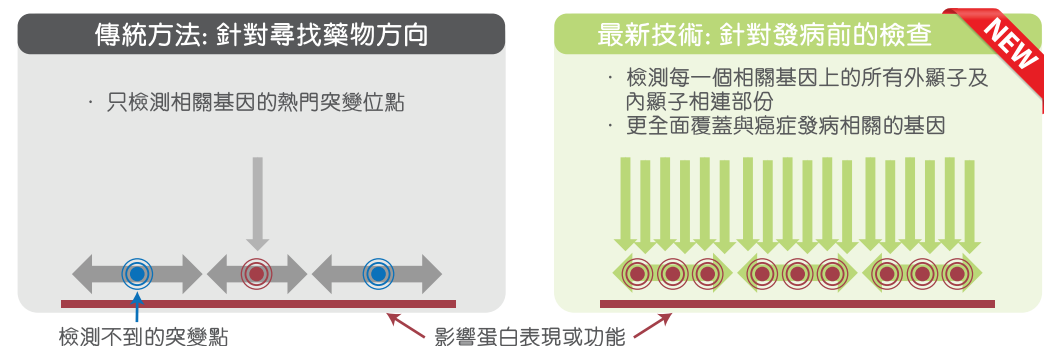 傳統方法: 針對尋找藥物方向
· 只檢測相關基因的熱門突變位點
檢測不到的突變點
最新技術: 針對發病前的檢查
NEW
· 檢測每一個相關基因上的所有外顯子及
內顯子相連部份
· 更全面覆蓋與癌症發病相關的基因
影響蛋白表現或功能